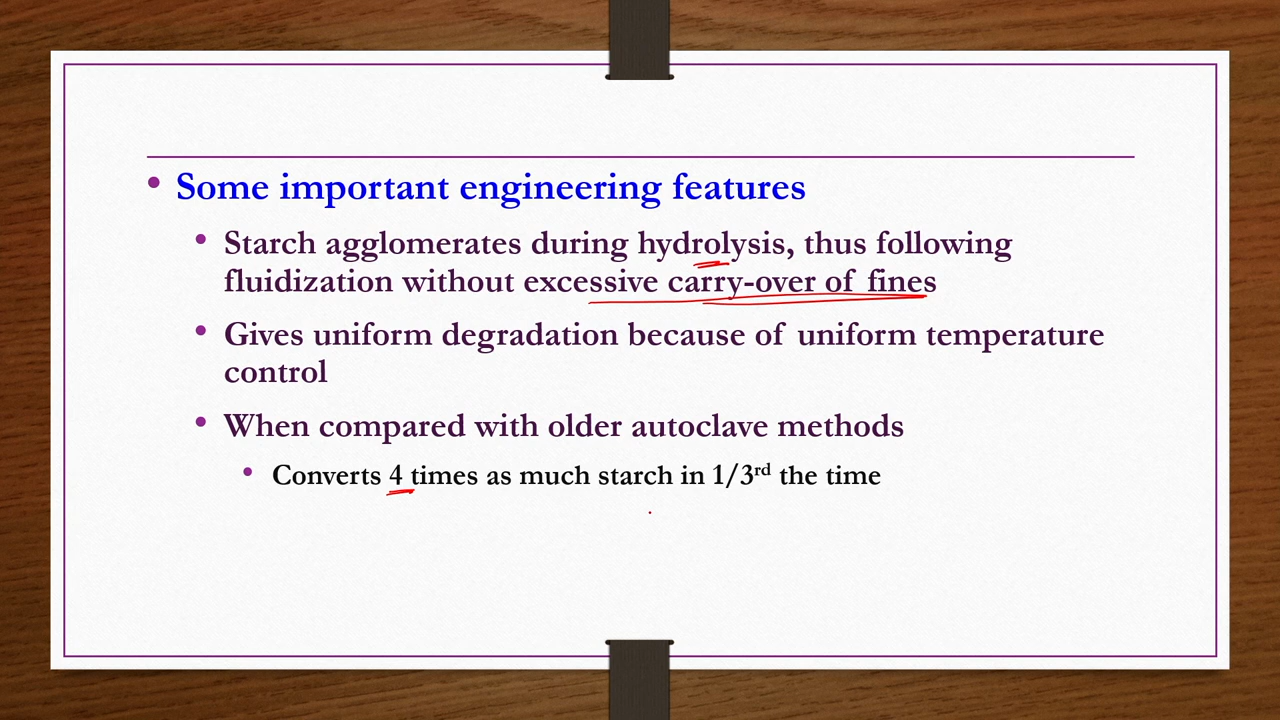 • Some important engineering features
• Starch agglomerates during hydrolysis, thus following
fluidization without excessive carry-over of fines
• Gives uniform degradation because of uniform temperature
control
• When compared with older autoclave methods
• Converts 4 times as much starch in 1/3rd the time